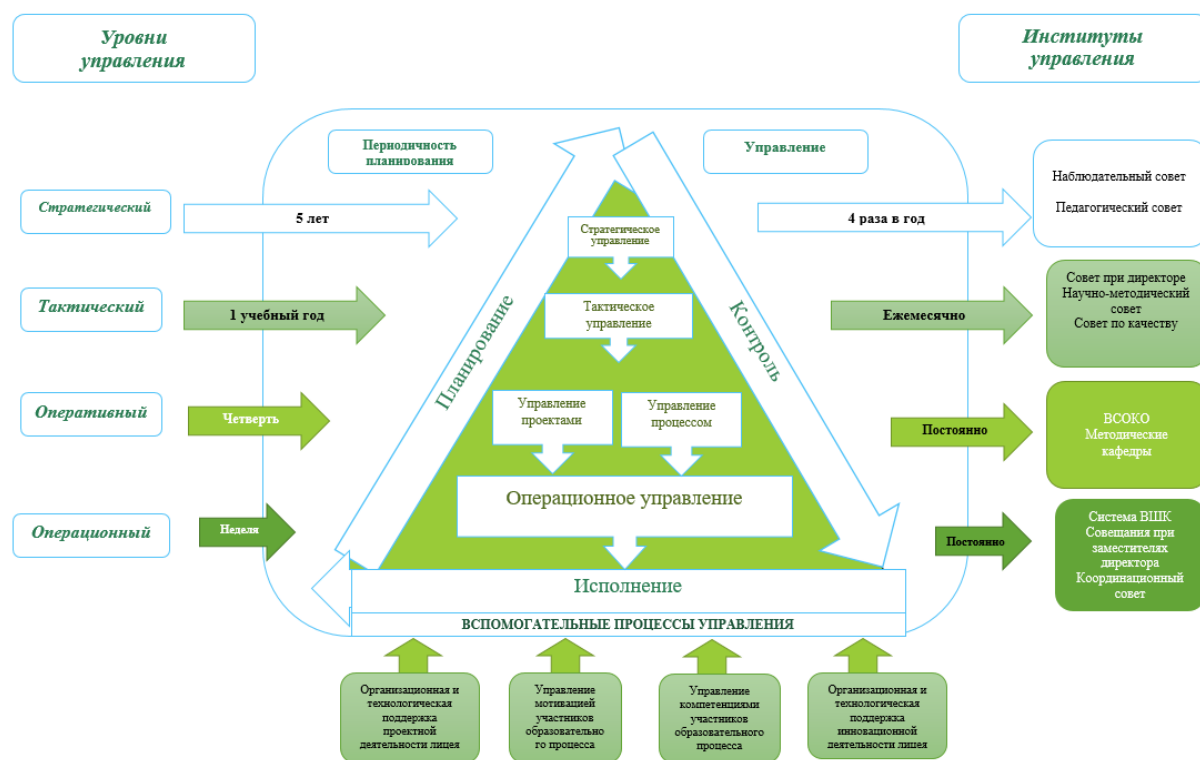 Уровни
управления
Институты
управления
Периодичность
планирования
Управление
Стратегический
5 лет
4 раза в год
Наблюдательный совет
Педагогический совет
Стратегическое
управление
Тактический
1 учебный год
Тактическое
управление
Ежемесячно
Совет при директоре
Научно-методический
совет
Совет по качеству
Планирование
Контроль
Оперативный
Четверть
Управление
проектами
Управление
процессом
Постоянно
ВСОКО
Методические
кафедры
Операционное управление
Операционный
Неделя
Постоянно
Система ВШК
Совещания при
заместителях
директора
Координационный
совет
Исполнение
ВСПОМОГАТЕЛЬНЫЕ ПРОЦЕССЫ УПРАВЛЕНИЯ
Организационная и
технологическая
поддержка
проектной
деятельности лицея
Управление
мотивацией
участников
образовательно
го процесса
Управление
компетенциями
участников
образовательного
процесса
Организационная и
технологическая
поддержка
инновационной
деятельности лицея